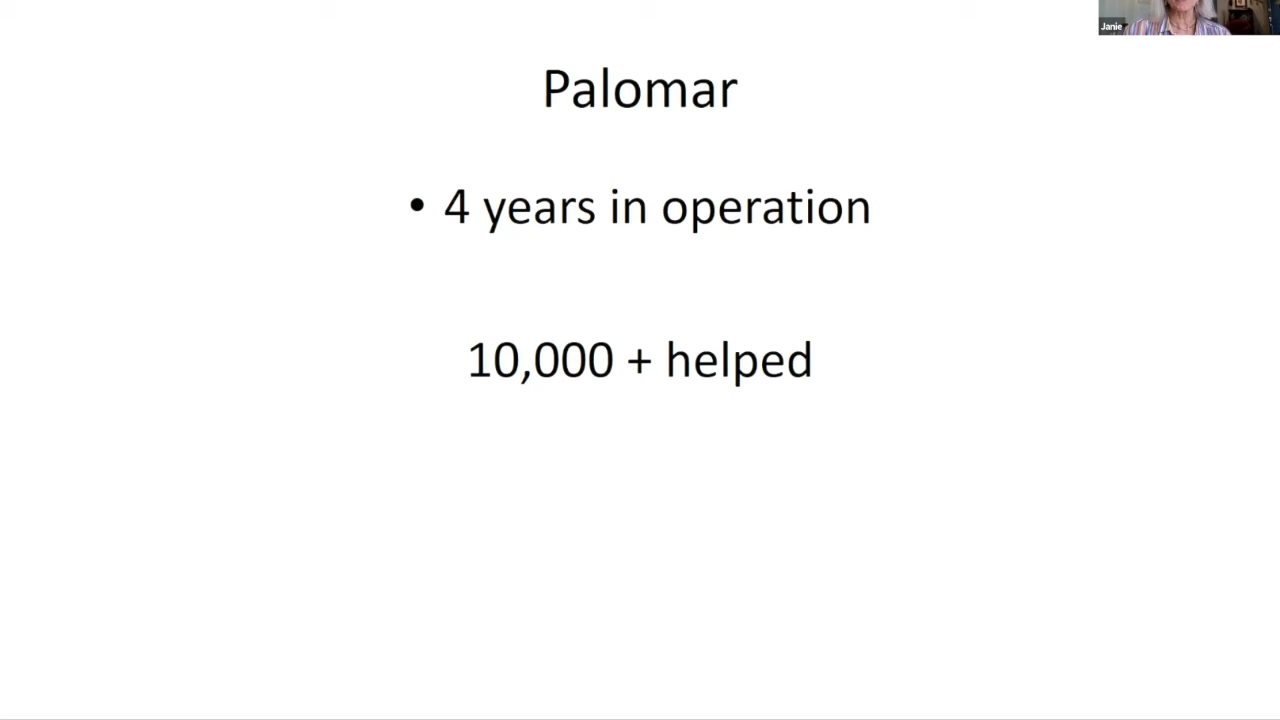 Janie
Palomar
• 4 years in operation
10,000 + helped